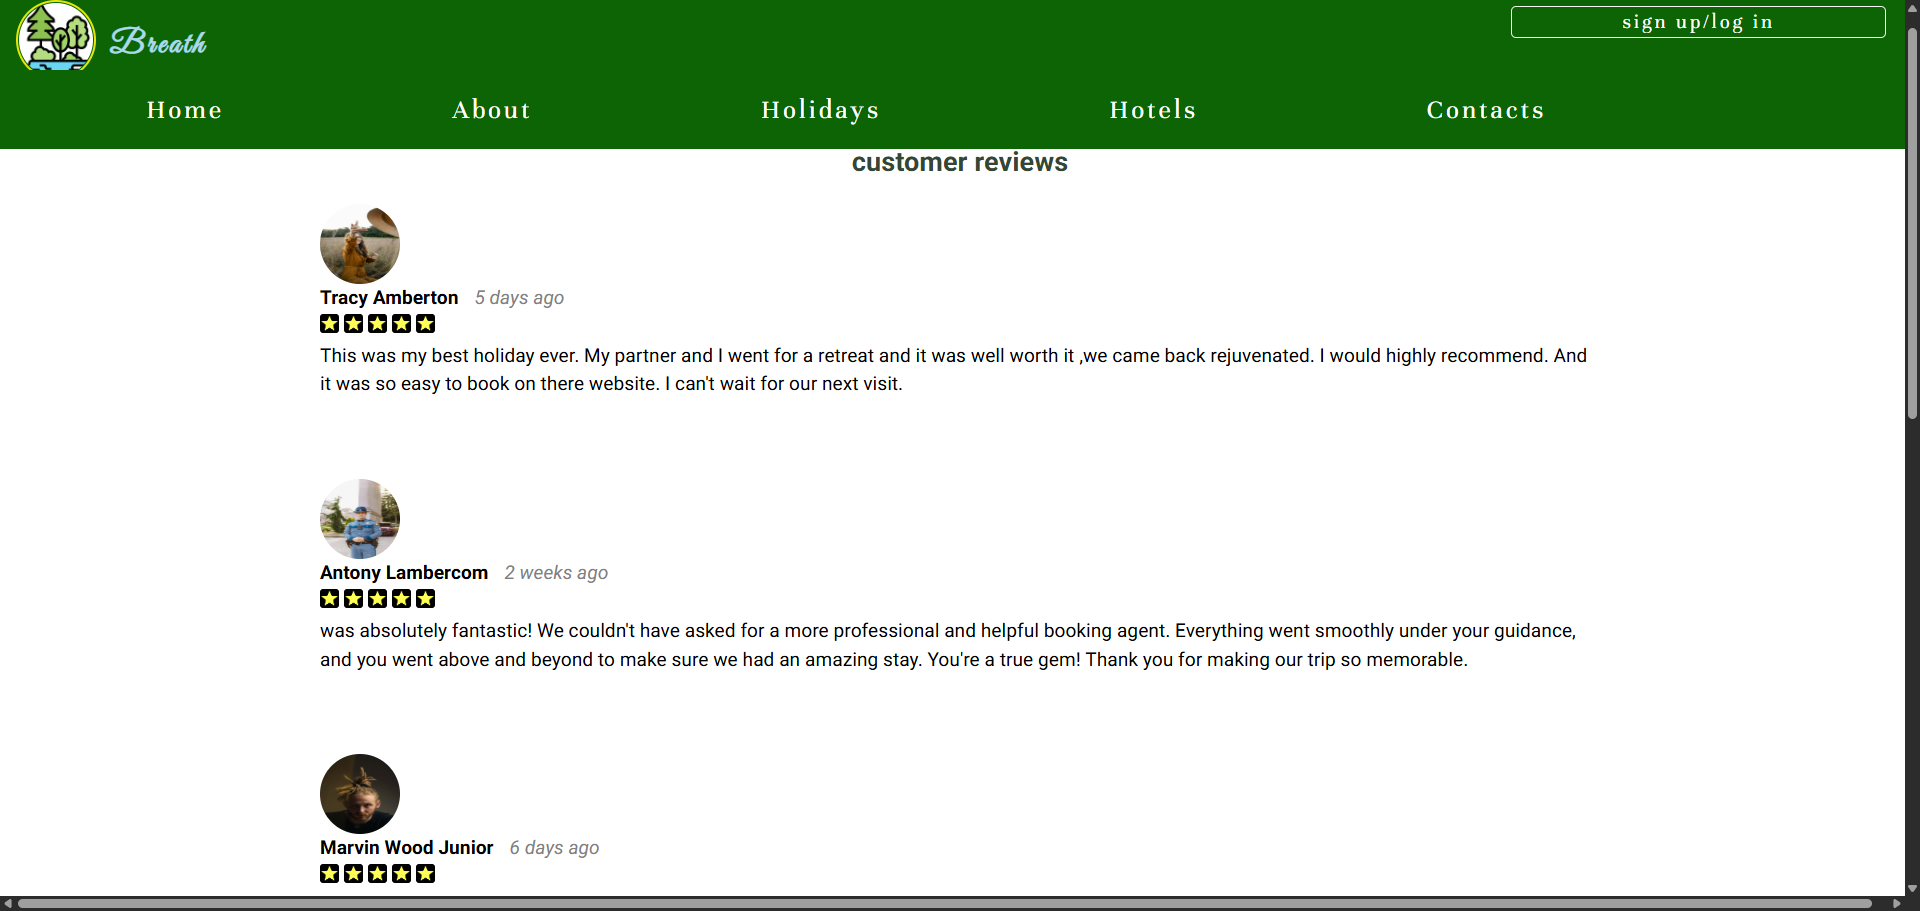 Breath
sign up/log in
Home About Holidays Hotels Contacts
customer reviews
Tracy Amberton 5 days ago
This was my best holiday ever. My partner and I went for a retreat and it was well worth it ,we came back rejuvenated. I would highly recommend. And
it was so easy to book on there website. I can't wait for our next visit.
Antony Lambercom 2 weeks ago
was absolutely fantastic! We couldn't have asked for a more professional and helpful booking agent. Everything went smoothly under your guidance,
and you went above and beyond to make sure we had an amazing stay. You're a true gem! Thank you for making our trip so memorable.
Marvin Wood Junior 6 days ago